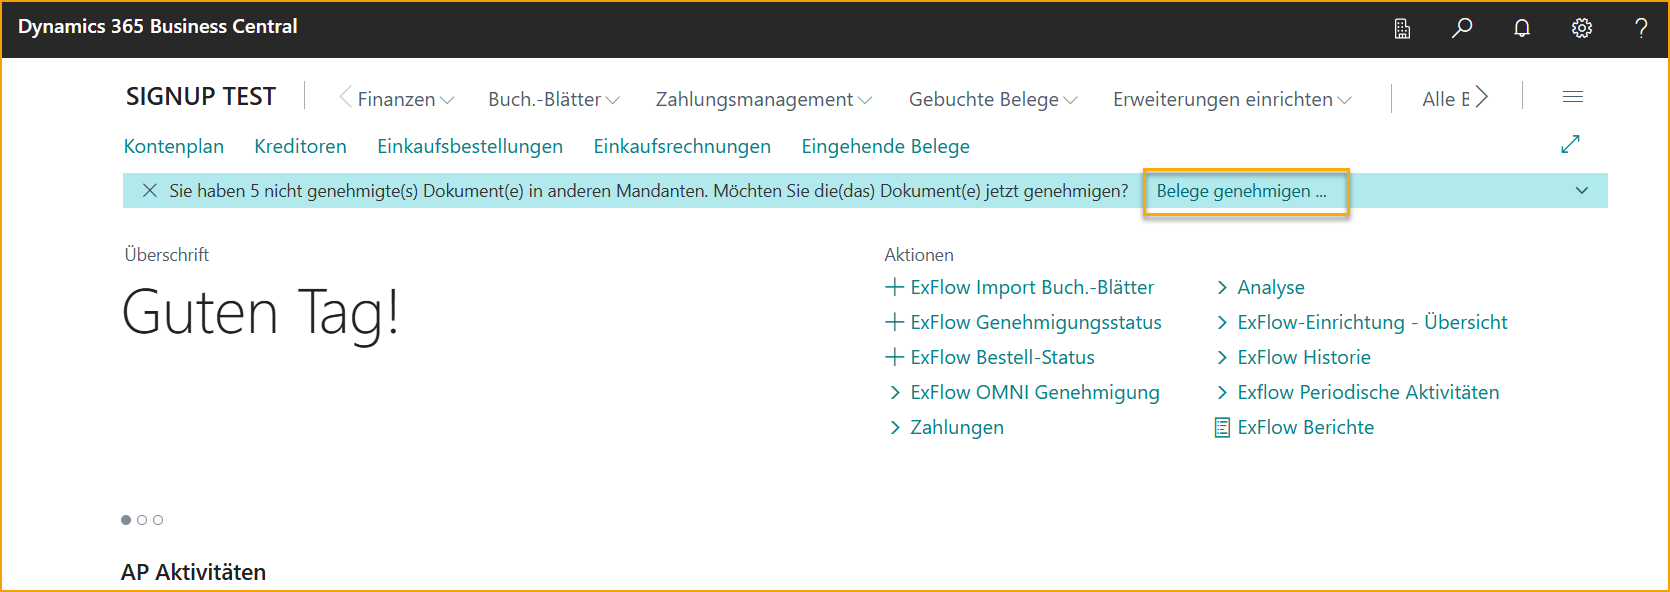 Dynamics 365 Business Central
SIGNUP TEST Finanzen Buch.-Blätter Zahlungsmanagement Gebuchte Belege Erweiterungen einrichten Alle B
Kontenplan Kreditoren Einkaufsbestellungen Einkaufsrechnungen Eingehende Belege
Sie haben 5 nicht genehmigte(s) Dokument(e) in anderen Mandanten. Möchten Sie die(das) Dokument(e) jetzt genehmigen? Belege genehmigen ...
Überschrift
Guten Tag!
Aktionen
ExFlow Import Buch.-Blätter
ExFlow Genehmigungsstatus
ExFlow Bestell-Status
ExFlow OMNI Genehmigung
Zahlungen
Analyse
ExFlow-Einrichtung - Übersicht
ExFlow Historie
Exflow Periodische Aktivitäten
ExFlow Berichte
AP Aktivitäten